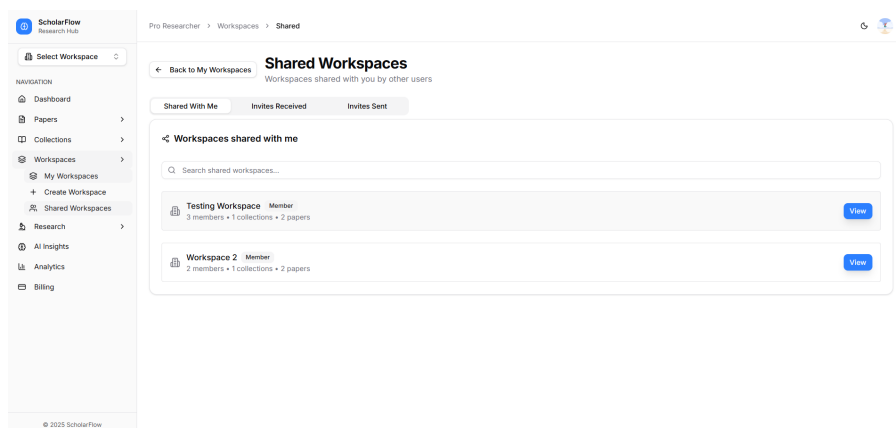 ScholarFlow
Research Hub
Select Workspace
NAVIGATION
Dashboard
Papers
Collections
Workspaces
My Workspaces
Create Workspace
Shared Workspaces
Research
AI Insights
Analytics
Billing
© 2025 ScholarFlow
Pro Researcher > Workspaces > Shared
Back to My Workspaces
Shared Workspaces
Workspaces shared with you by other users
Shared With Me Invites Received Invites Sent
Workspaces shared with me
Search shared workspaces...
Testing Workspace Member
3 members • 1 collections • 2 papers
View
Workspace 2 Member
2 members • 1 collections • 2 papers
View